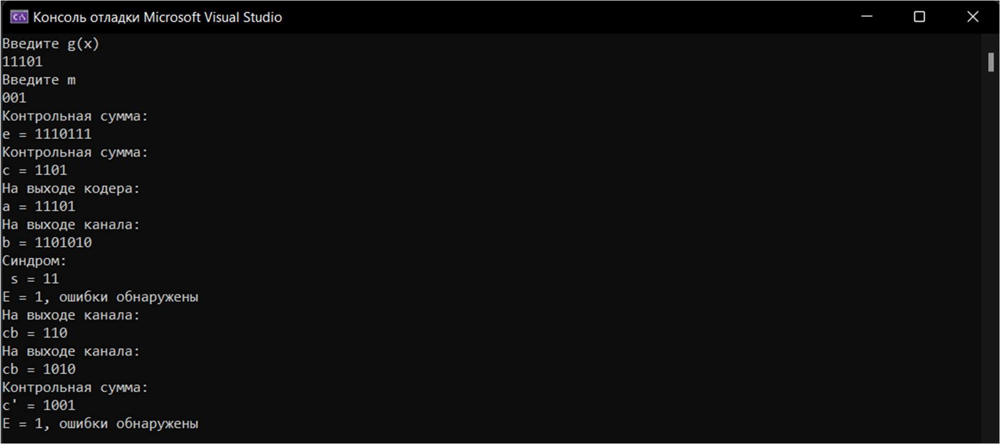 Консоль отладки Microsoft Visual Studio
Введите g(x)
11101
Введите m
001
Контрольная сумма:
e = 1110111
Контрольная сумма:
c = 1101
На выходе кодера:
a = 11101
На выходе канала:
b = 1101010
Синдром:
 s = 11
E = 1, ошибки обнаружены
На выходе канала:
cb = 110
На выходе канала:
cb = 1010
Контрольная сумма:
c' = 1001
E = 1, ошибки обнаружены